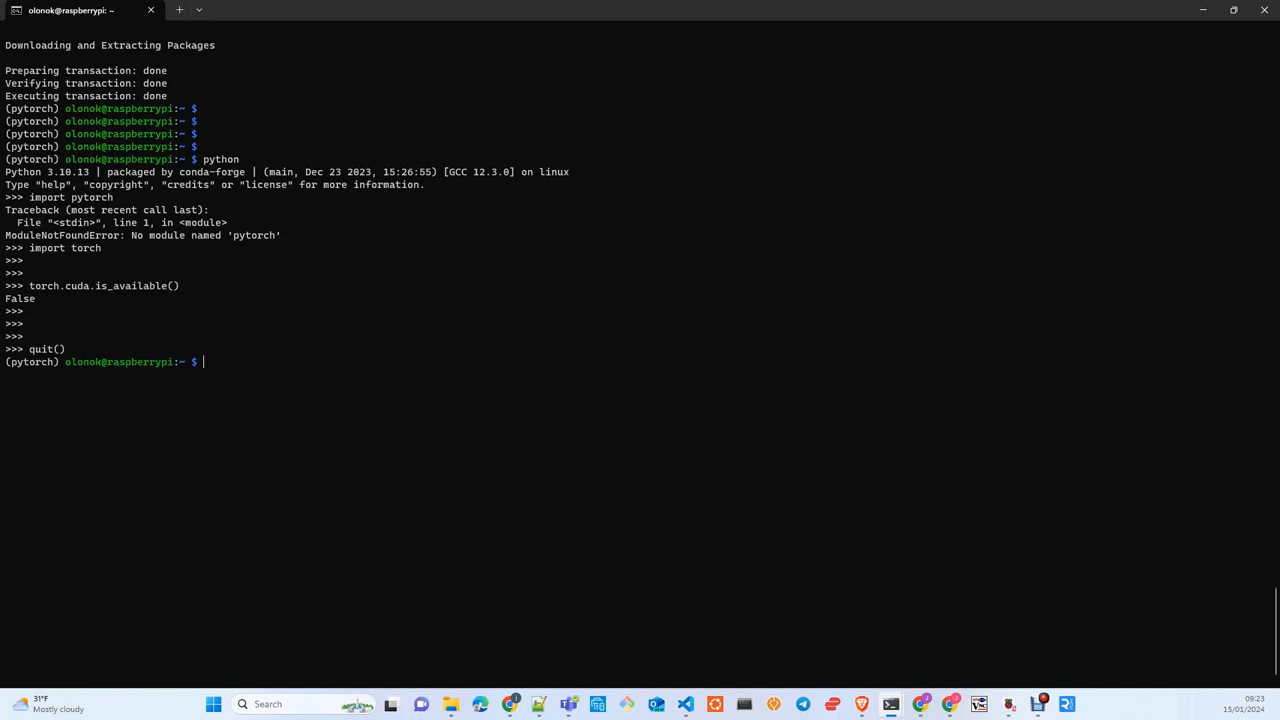 olonok@raspberrypi: ~
Downloading and Extracting Packages
Preparing transaction: done
Verifying transaction: done
Executing transaction: done
(pytorch) olonok@raspberrypi:~ $
(pytorch) olonok@raspberrypi:~ $
(pytorch) olonok@raspberrypi:~ $
(pytorch) olonok@raspberrypi:~ $
(pytorch) olonok@raspberrypi:~ $ python
Python 3.10.13 | packaged by conda-forge | (main, Dec 23 2023, 15:26:55) [GCC 12.3.0] on linux
Type "help", "copyright", "credits" or "license" for more information.
>>> import pytorch
Traceback (most recent call last):
  File "<stdin>", line 1, in <module>
ModuleNotFoundError: No module named 'pytorch'
>>> import torch
>>>
>>>
>>> torch.cuda.is_available()
False
>>>
>>>
>>>
>>> quit()
(pytorch) olonok@raspberrypi:~ $
31°F
Mostly cloudy
Search
09:23
15/01/2024